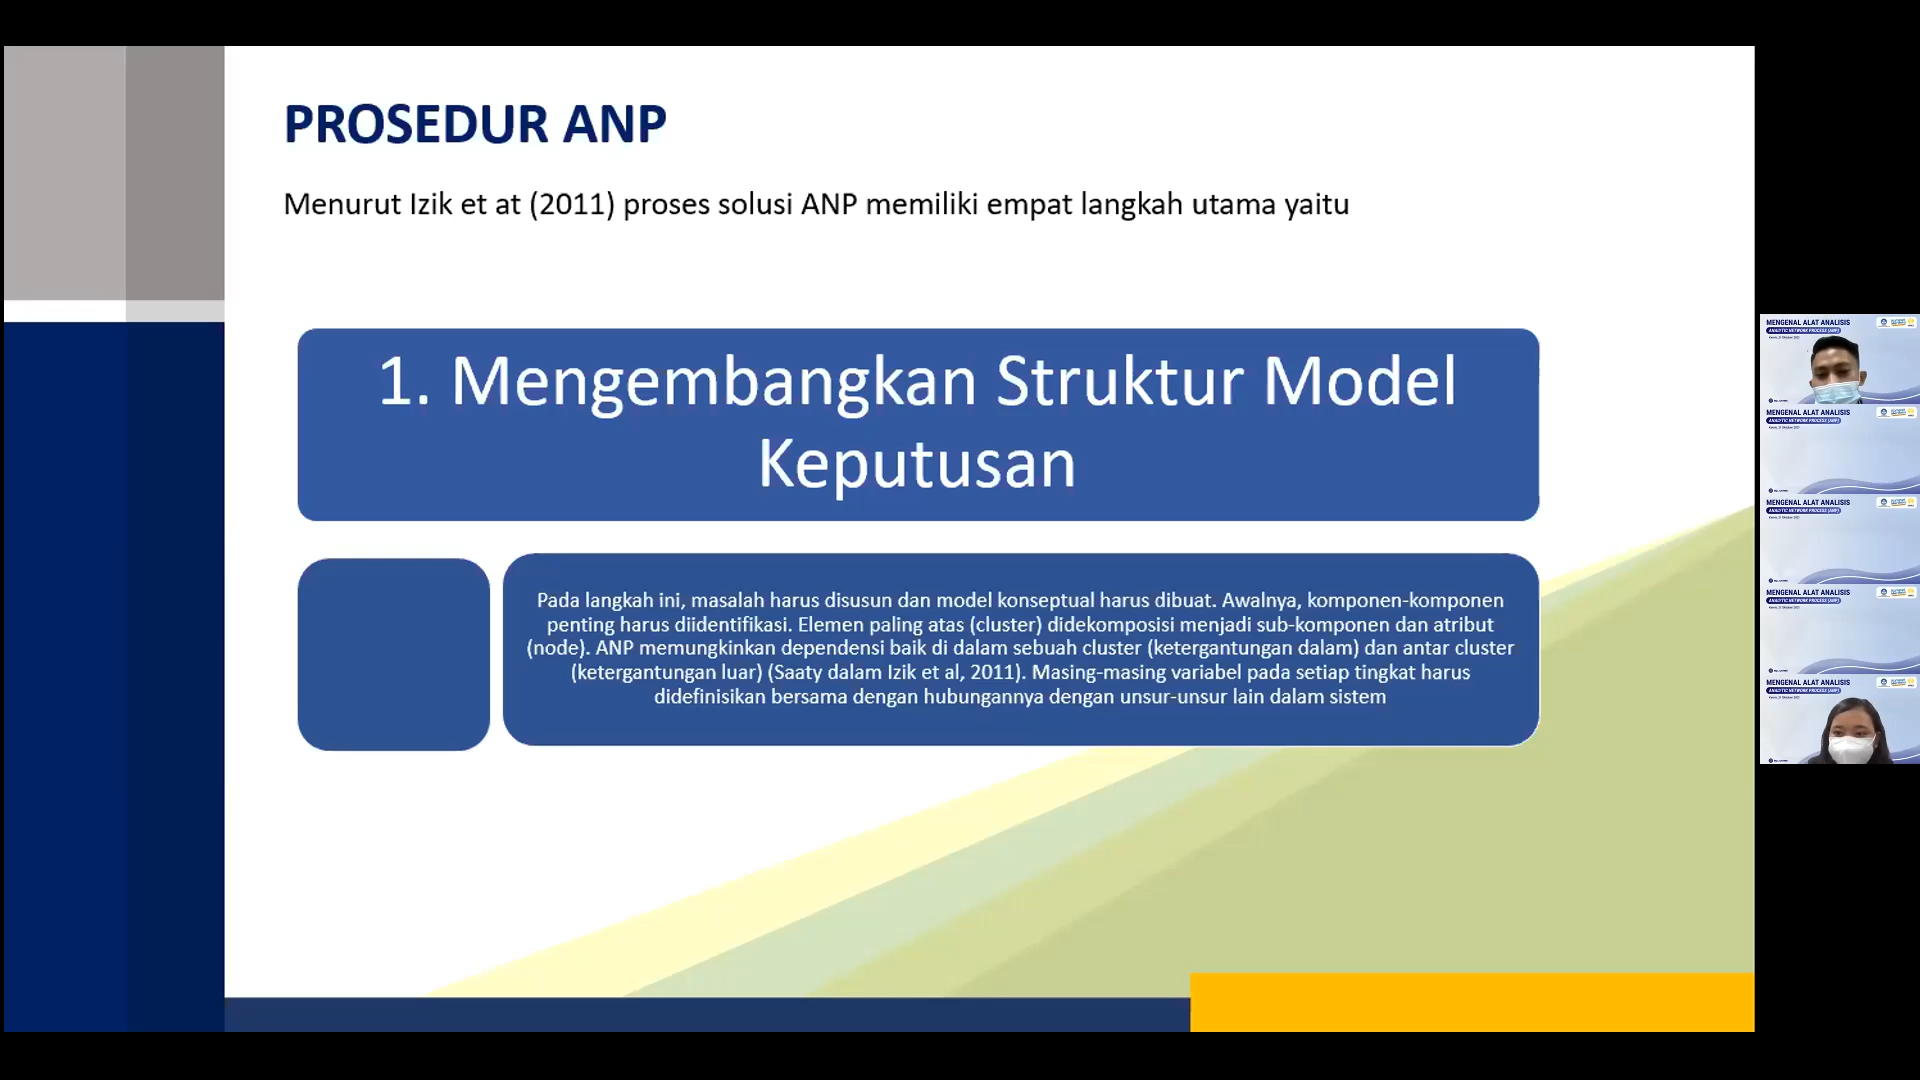 PROSEDUR ANP
Menurut Izik et at (2011) proses solusi ANP memiliki empat langkah utama yaitu
1. Mengembangkan Struktur Model
Keputusan
Pada langkah ini, masalah harus disusun dan model konseptual harus dibuat. Awalnya, komponen-komponen
penting harus diidentifikasi. Elemen paling atas (cluster) didekomposisi menjadi sub-komponen dan atribut
(node). ANP memungkinkan dependensi baik di dalam sebuah cluster (ketergantungan dalam) dan antar cluster
(ketergantungan luar) (Saaty dalam Izik et al, 2011). Masing-masing variabel pada setiap tingkat harus
didefinisikan bersama dengan hubungannya dengan unsur-unsur lain dalam sistem
MENGENAL ALAT ANALISIS
ANALYTIC NETWORK PROCESS (ANP)
MENGENAL ALAT ANALISIS
ANALYTIC NETWORK PROCESS (ANP)
MENGENAL ALAT ANALISIS
ANALYTIC NETWORK PROCESS (ANP)
MENGENAL ALAT ANALISIS
ANALYTIC NETWORK PROCESS (ANP)
MENGENAL ALAT ANALISIS
ANALYTIC NETWORK PROCESS (ANP)